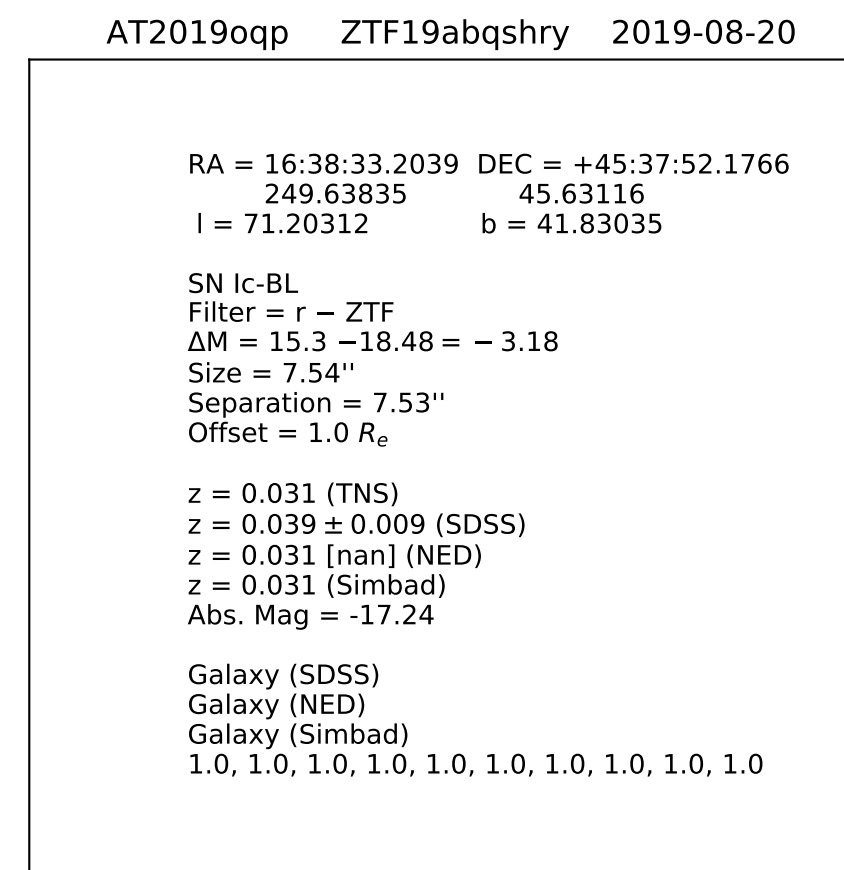 AT2019oqp ZTF19abqshry 2019-08-20
RA = 16:38:33.2039 DEC = +45:37:52.1766
249.63835 45.63116
l = 71.20312 b = 41.83035
SN Ic-BL
Filter = r − ZTF
ΔM = 15.3 −18.48 = − 3.18
Size = 7.54''
Separation = 7.53''
Offset = 1.0 Rₑ
z = 0.031 (TNS)
z = 0.039 ± 0.009 (SDSS)
z = 0.031 [nan] (NED)
z = 0.031 (Simbad)
Abs. Mag = -17.24
Galaxy (SDSS)
Galaxy (NED)
Galaxy (Simbad)
1.0, 1.0, 1.0, 1.0, 1.0, 1.0, 1.0, 1.0, 1.0, 1.0